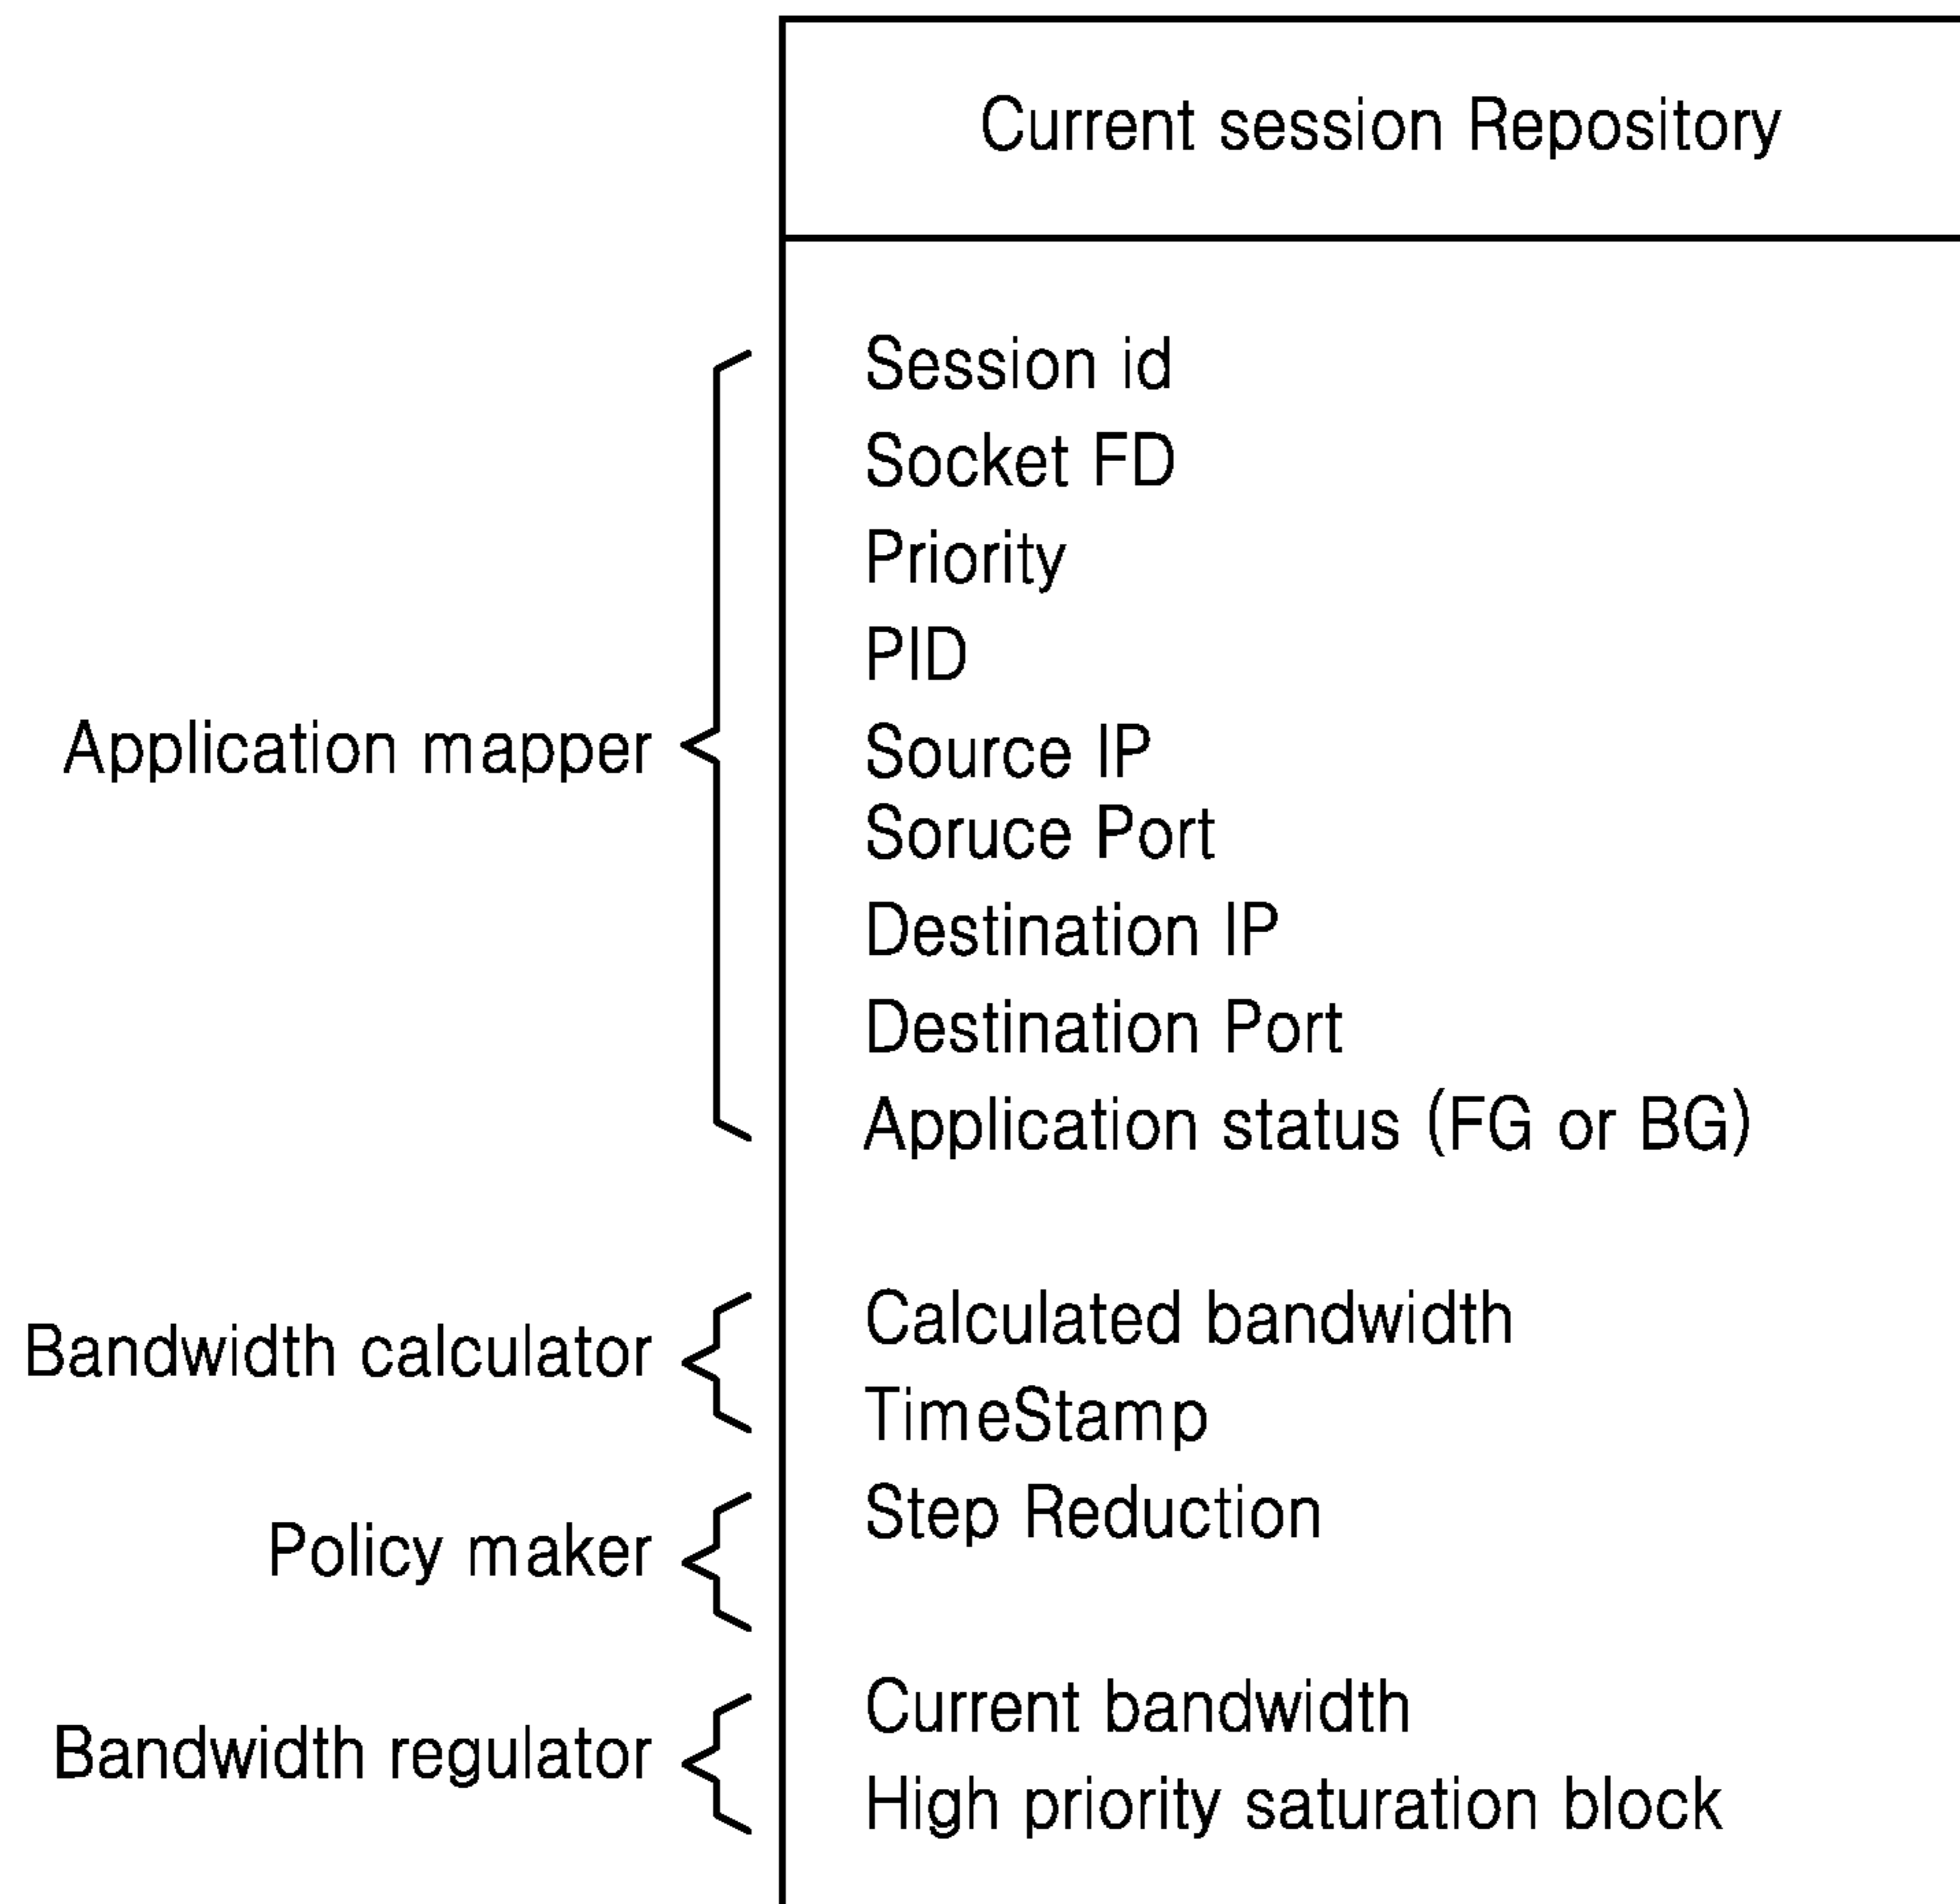 Current session Repository
Session id
Socket FD
Priority
PID
Application mapper
Source IP
Soruce Port
Destination IP
Destination Port
Application status (FG or BG)
Bandwidth calculator
Calculated bandwidth
TimeStamp
Policy maker
Step Reduction
Bandwidth regulator
Current bandwidth
High priority saturation block